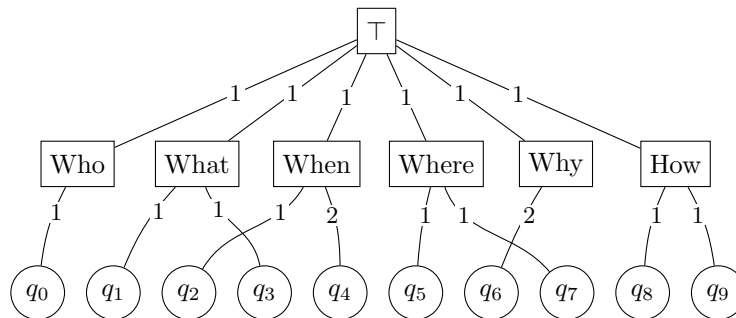 ⊤
1 1 1 1 1 1
Who What When Where Why How
1 1 1 1 2 1 1 2 1 1
q0 q1 q2 q3 q4 q5 q6 q7 q8 q9